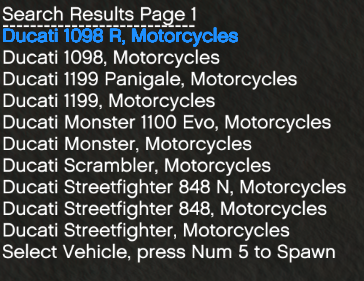 Search Results Page 1
Ducati 1098 R, Motorcycles
Ducati 1098, Motorcycles
Ducati 1199 Panigale, Motorcycles
Ducati 1199, Motorcycles
Ducati Monster 1100 Evo, Motorcycles
Ducati Monster, Motorcycles
Ducati Scrambler, Motorcycles
Ducati Streetfighter 848 N, Motorcycles
Ducati Streetfighter 848, Motorcycles
Ducati Streetfighter, Motorcycles
Select Vehicle, press Num 5 to Spawn